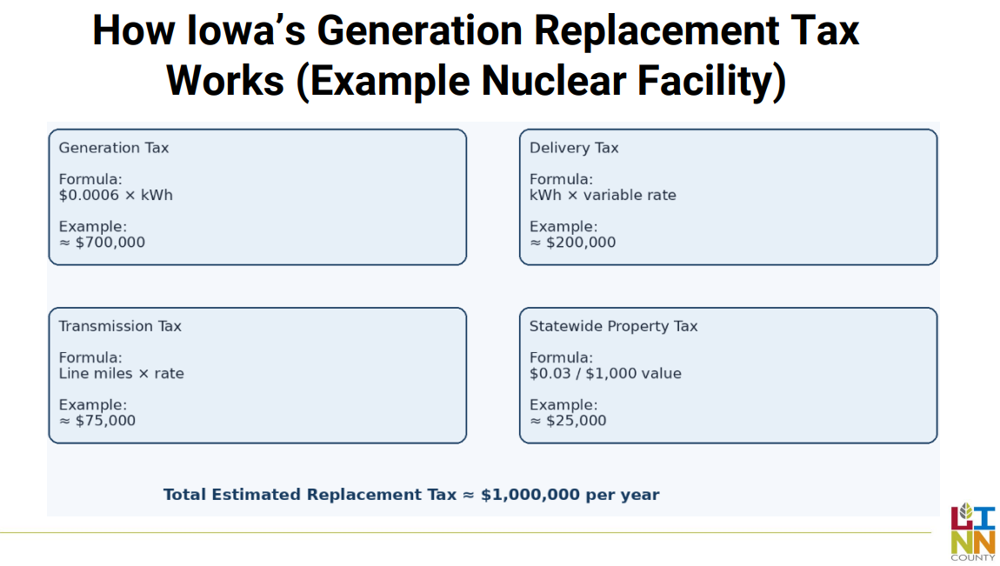 How Iowa’s Generation Replacement Tax
Works (Example Nuclear Facility)
Generation Tax
Formula:
$0.0006 × kWh
Example:
≈ $700,000
Delivery Tax
Formula:
kWh × variable rate
Example:
≈ $200,000
Transmission Tax
Formula:
Line miles × rate
Example:
≈ $75,000
Statewide Property Tax
Formula:
$0.03 / $1,000 value
Example:
≈ $25,000
Total Estimated Replacement Tax ≈ $1,000,000 per year
LI
NN
COUNTY